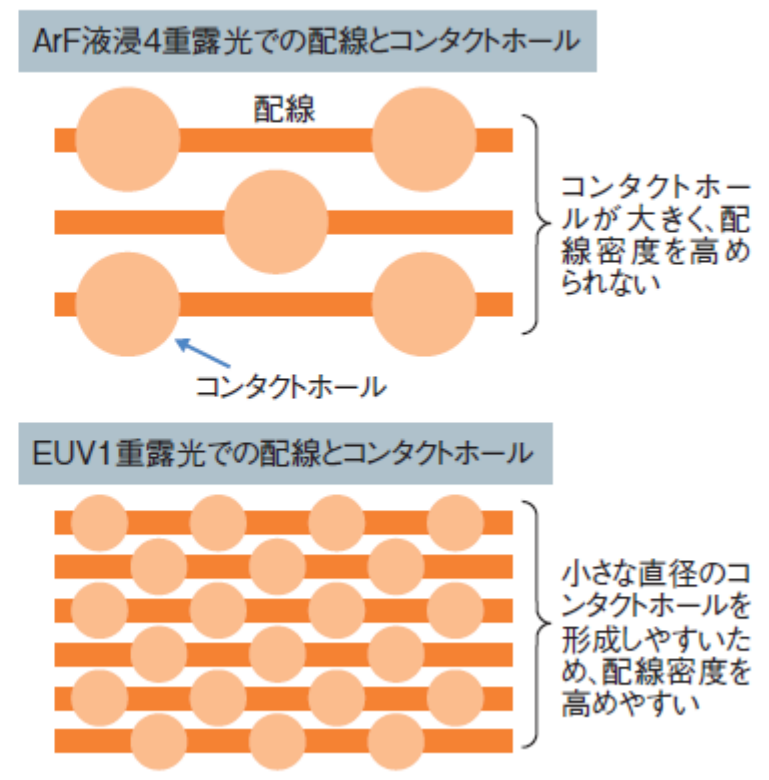 ArF液浸4重露光での配線とコンタクトホール
配線
コンタクトホー
ルが大きく、配
線密度を高め
られない
コンタクトホール
EUV1重露光での配線とコンタクトホール
小さな直径のコ
ンタクトホールを
形成しやすいた
め、配線密度を
高めやすい